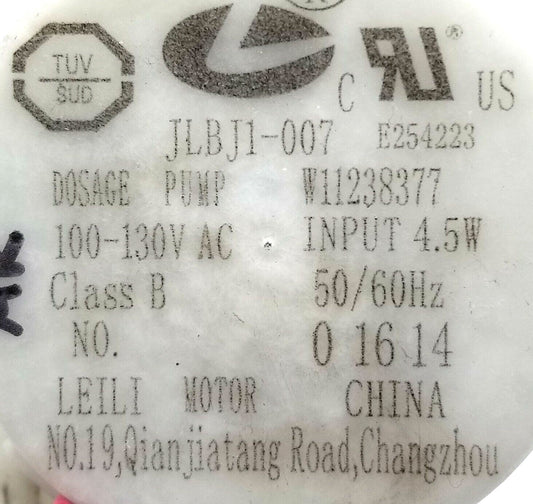 TUV
SUD
R
C RU US ®
JLBJ1-007 E254223
DOSAGE PUMP W11238377
100-130V AC INPUT 4.5W
Class B 50/60Hz
NO. 0 16 14
LEILI MOTOR CHINA
NO.19,Qianjiatang Road,Changzhou